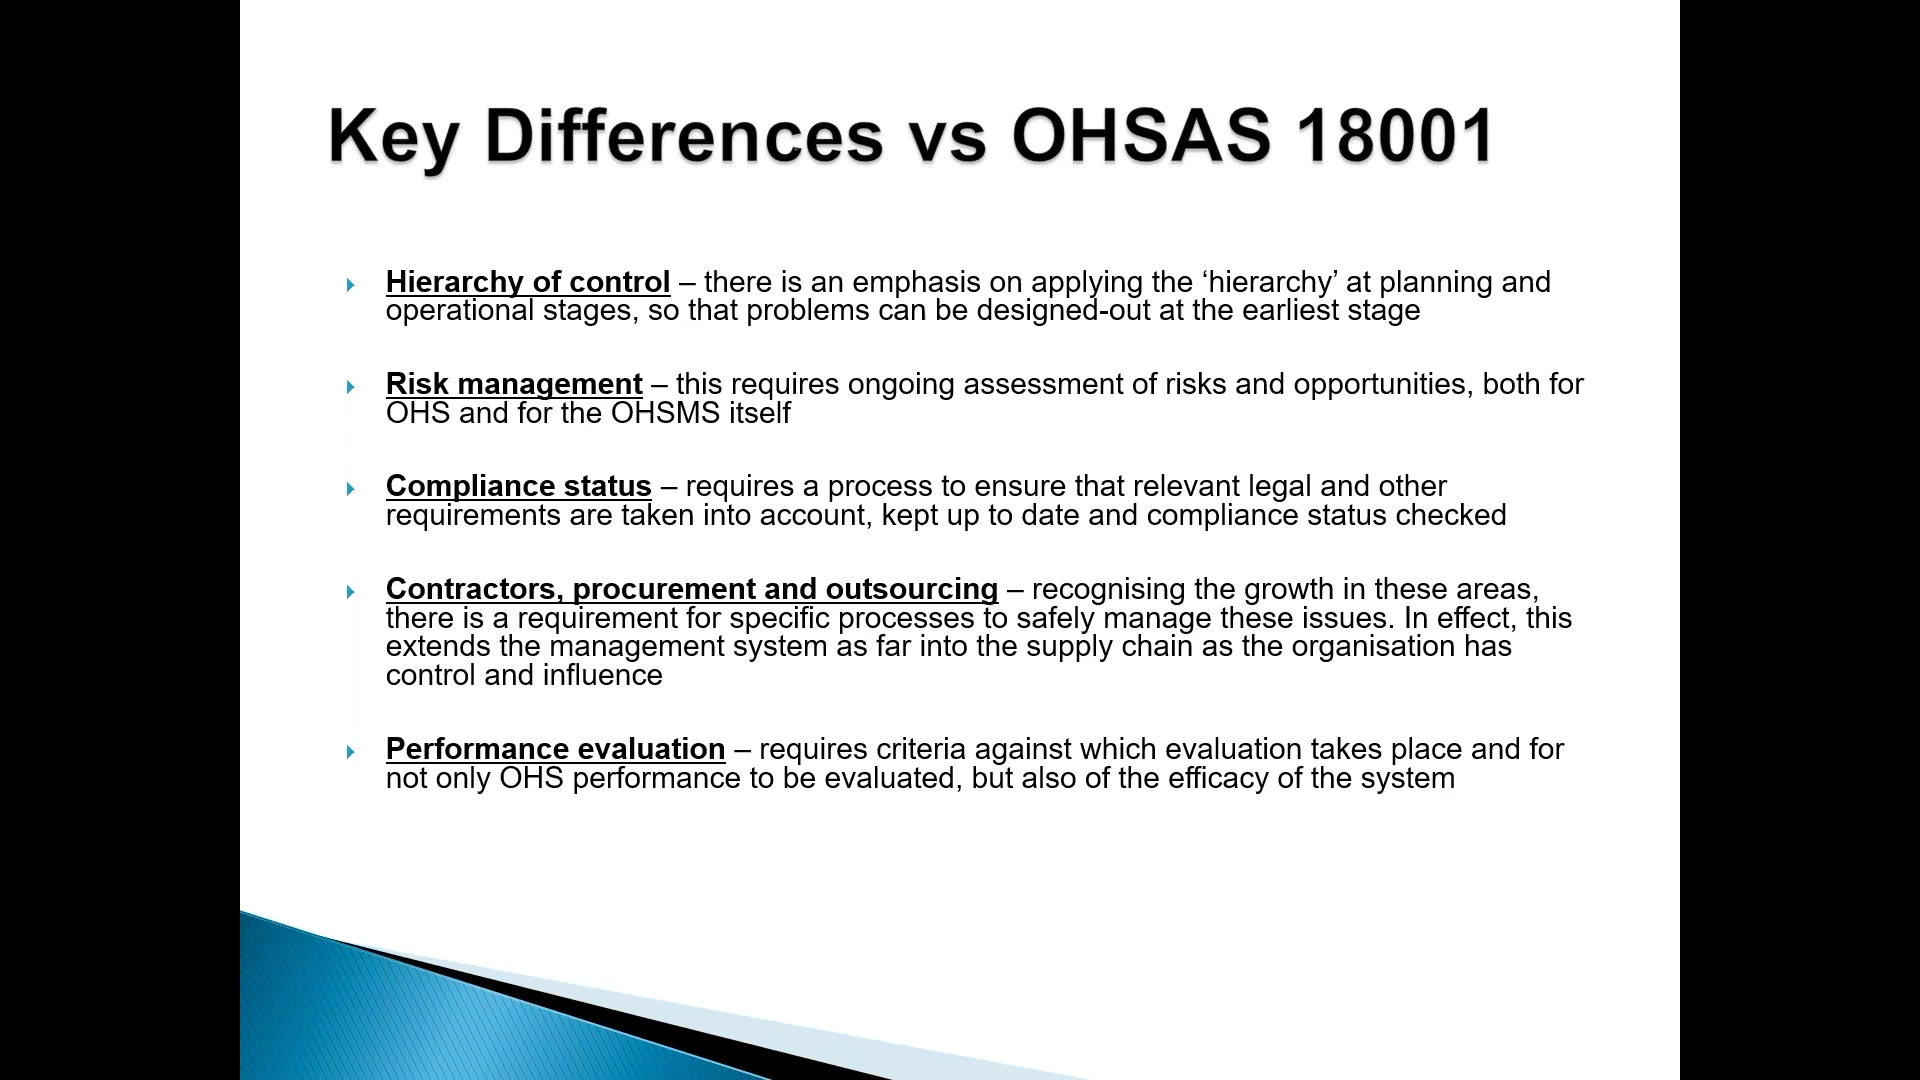 Key Differences vs OHSAS 18001
Hierarchy of control – there is an emphasis on applying the ‘hierarchy’ at planning and
operational stages, so that problems can be designed-out at the earliest stage
Risk management – this requires ongoing assessment of risks and opportunities, both for
OHS and for the OHSMS itself
Compliance status – requires a process to ensure that relevant legal and other
requirements are taken into account, kept up to date and compliance status checked
Contractors, procurement and outsourcing – recognising the growth in these areas,
there is a requirement for specific processes to safely manage these issues. In effect, this
extends the management system as far into the supply chain as the organisation has
control and influence
Performance evaluation – requires criteria against which evaluation takes place and for
not only OHS performance to be evaluated, but also of the efficacy of the system